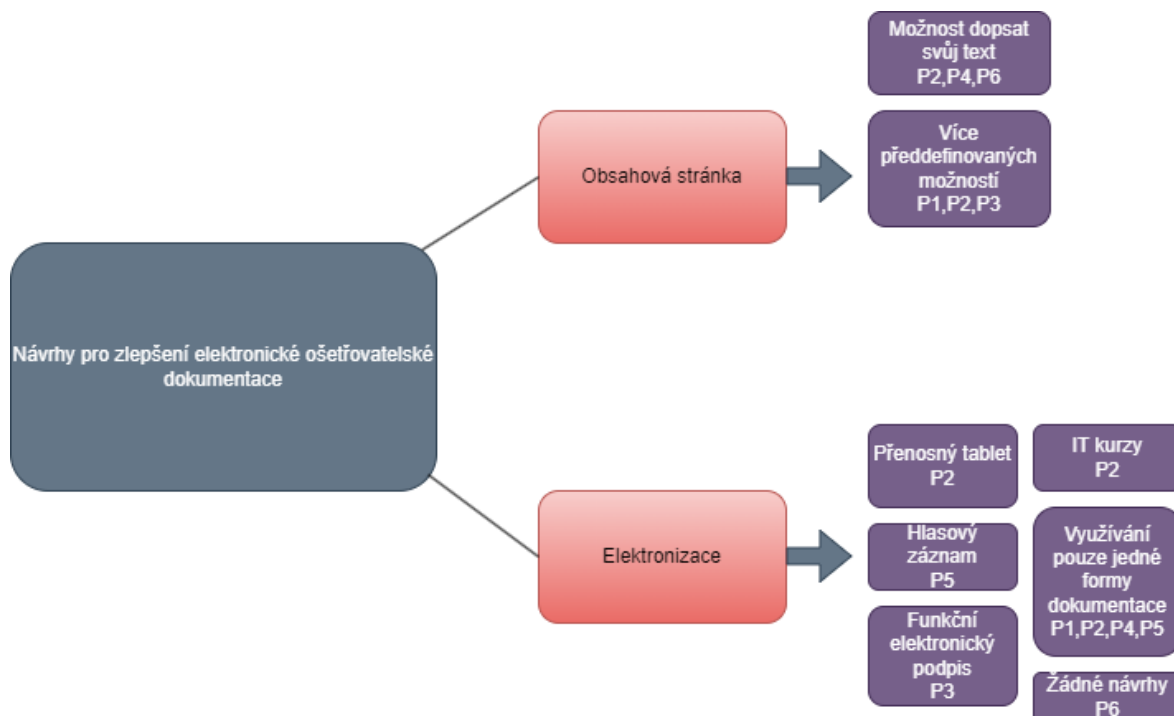 Možnost dopsat
svůj text
P2,P4,P6
Více
předdefinovaných
možností
P1,P2,P3
Obsahová stránka
Návrhy pro zlepšení elektronické ošetřovatelské
dokumentace
Elektronizace
Přenosný tablet
P2
Hlasový
záznam
P5
Funkční
elektronický
podpis
P3
IT kurzy
P2
Využívání
pouze jedné
formy
dokumentace
P1,P2,P4,P5
Žádné návrhy
P6